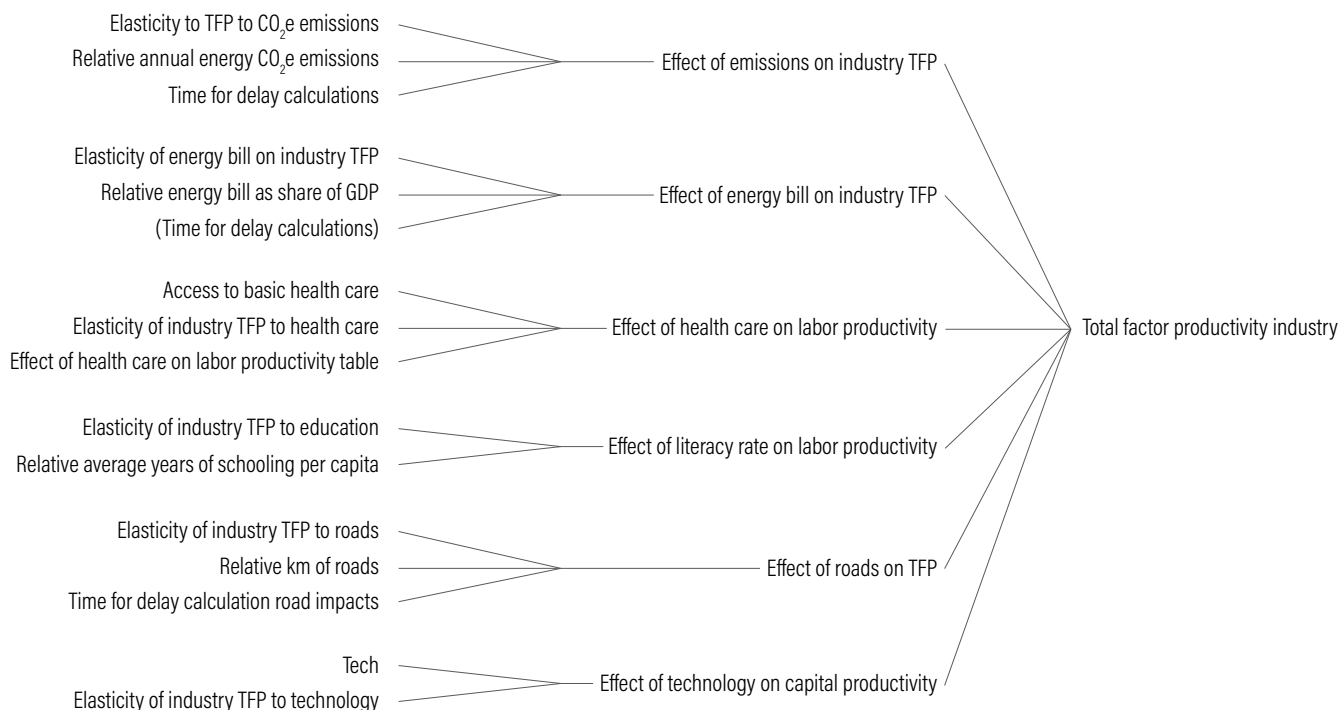 Elasticity to TFP to CO₂e emissions
Relative annual energy CO₂e emissions
Time for delay calculations
Effect of emissions on industry TFP
Elasticity of energy bill on industry TFP
Relative energy bill as share of GDP
(Time for delay calculations)
Effect of energy bill on industry TFP
Access to basic health care
Elasticity of industry TFP to health care
Effect of health care on labor productivity table
Effect of health care on labor productivity
Total factor productivity industry
Elasticity of industry TFP to education
Relative average years of schooling per capita
Effect of literacy rate on labor productivity
Elasticity of industry TFP to roads
Relative km of roads
Time for delay calculation road impacts
Effect of roads on TFP
Tech
Elasticity of industry TFP to technology
Effect of technology on capital productivity